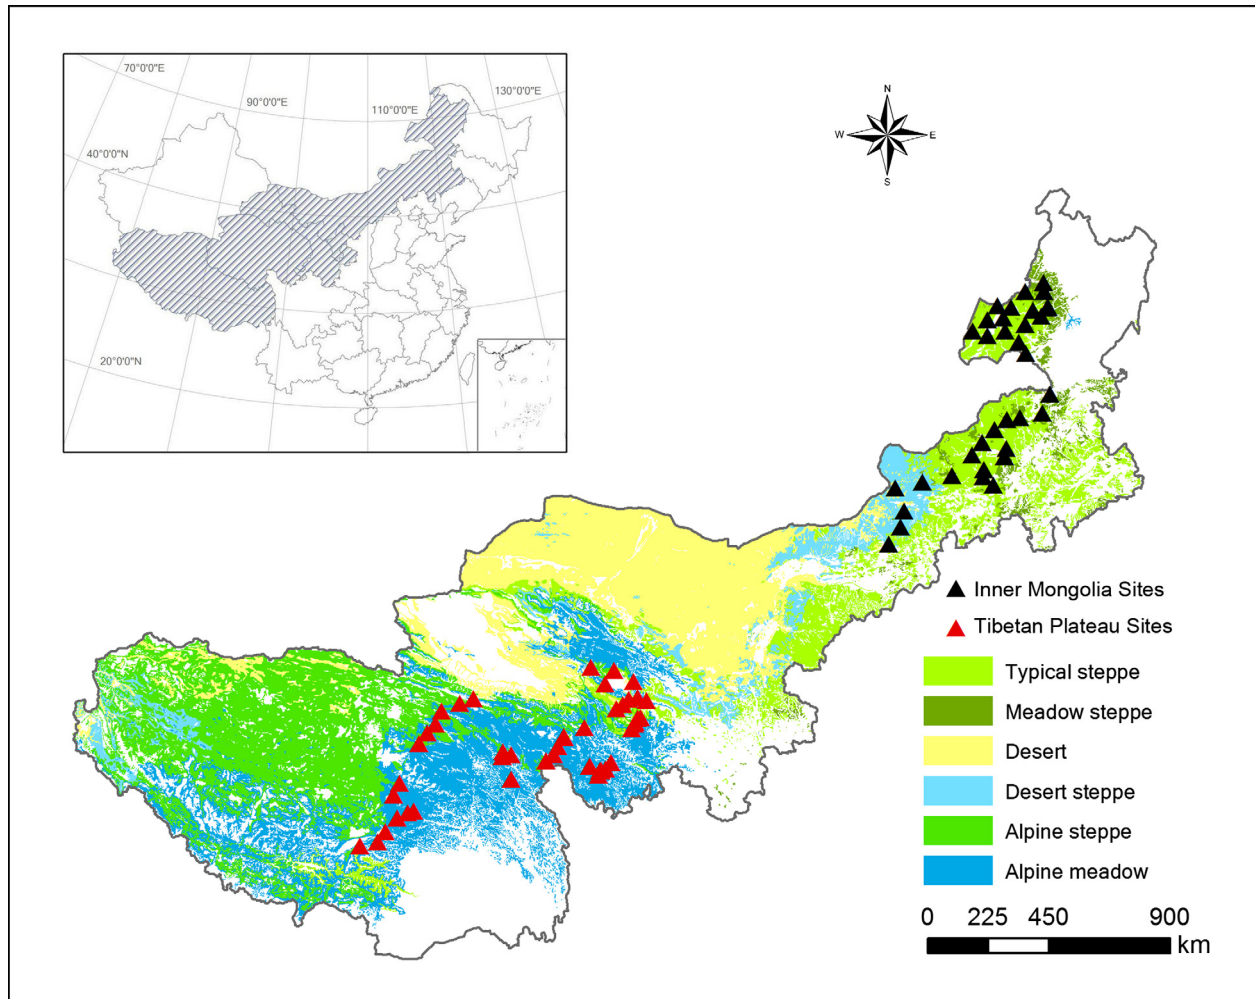 70°0'0"E
90°0'0"E
110°0'0"E
130°0'0"E
40°0'0"N
20°0'0"N
N
W
E
S
Inner Mongolia Sites
Tibetan Plateau Sites
Typical steppe
Meadow steppe
Desert
Desert steppe
Alpine steppe
Alpine meadow
0 225 450 900
km